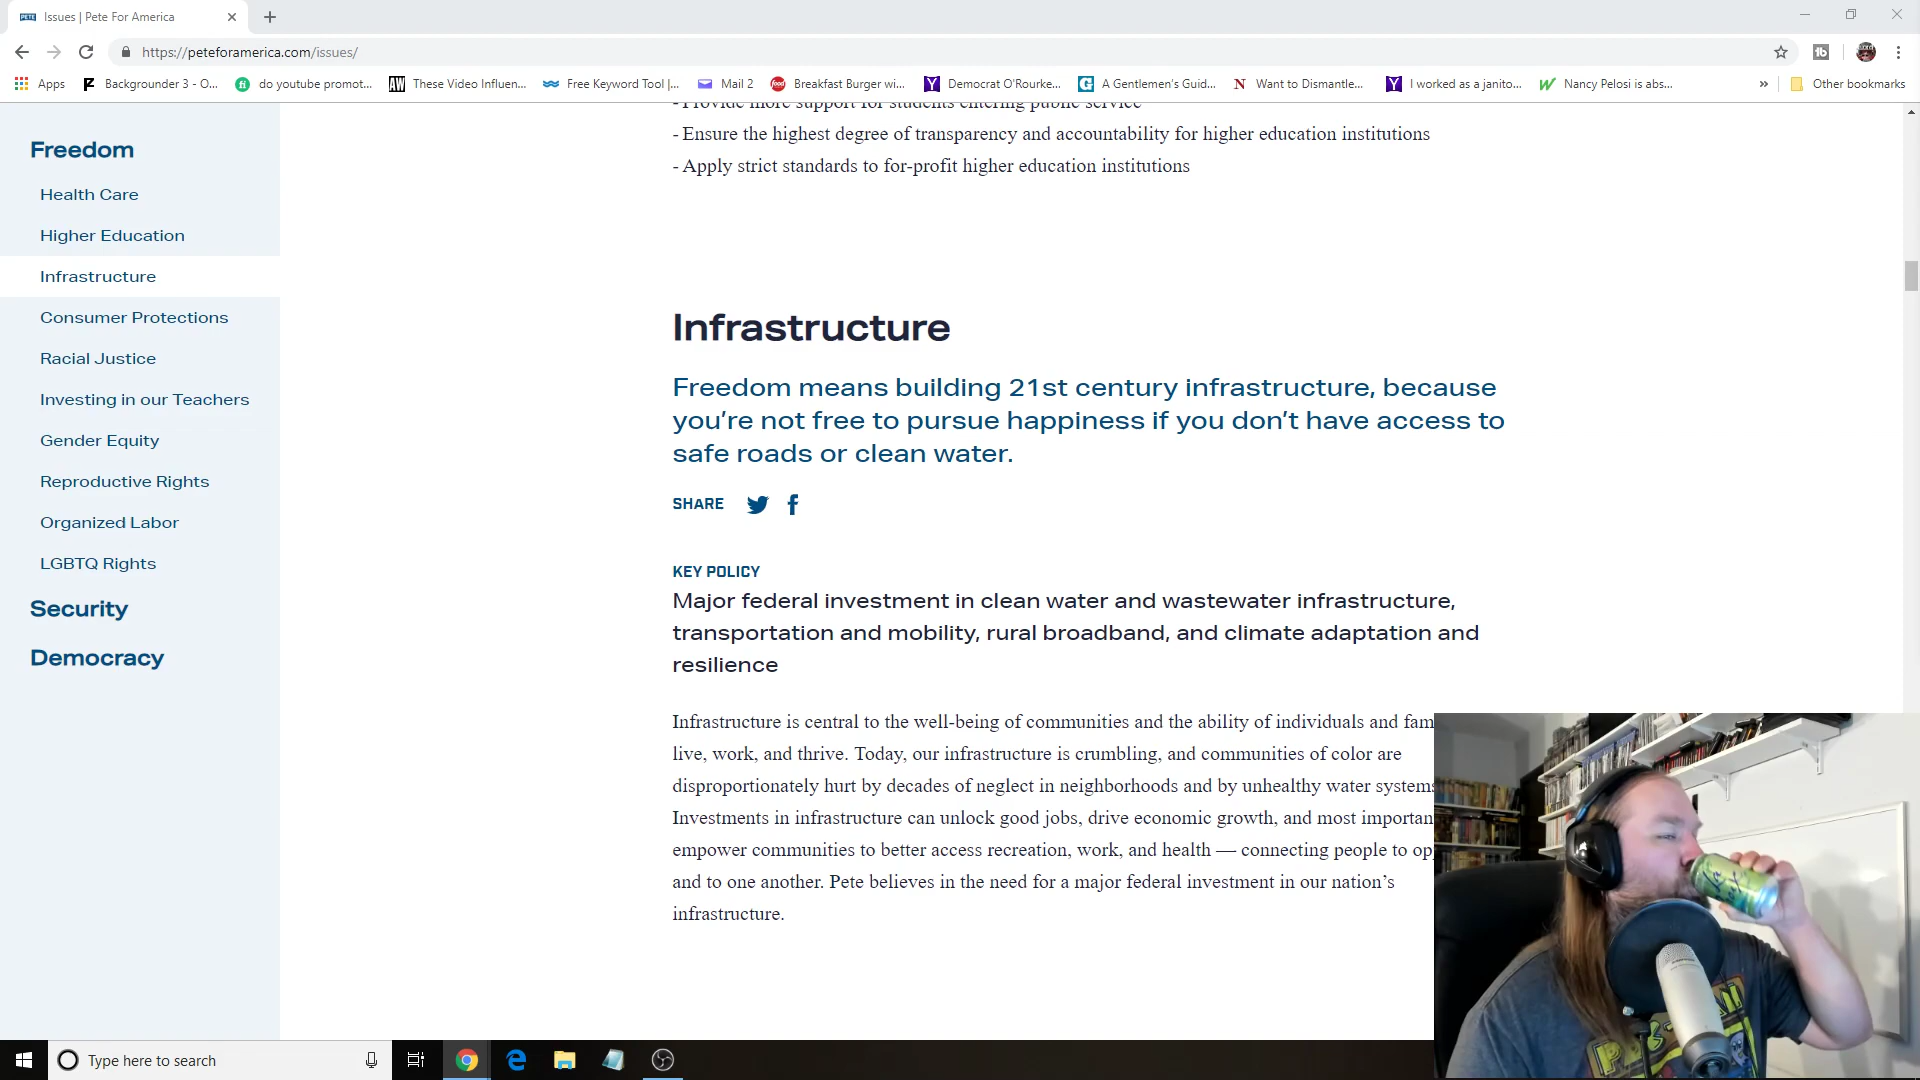 PETE Issues | Pete For America
https://peteforamerica.com/issues/
Apps Backgrounder 3 - O... do youtube promot... AW These Video Influen... Free Keyword Tool |... Mail 2 food Breakfast Burger wi... Y Democrat O'Rourke... G A Gentlemen's Guid... N Want to Dismantle... Y I worked as a janito... Nancy Pelosi is abs... » Other bookmarks
Freedom
Health Care
Higher Education
Infrastructure
Consumer Protections
Racial Justice
Investing in our Teachers
Gender Equity
Reproductive Rights
Organized Labor
LGBTQ Rights
Security
Democracy
- Provide more support for students entering public service
- Ensure the highest degree of transparency and accountability for higher education institutions
- Apply strict standards to for-profit higher education institutions
Infrastructure
Freedom means building 21st century infrastructure, because
you’re not free to pursue happiness if you don’t have access to
safe roads or clean water.
SHARE
KEY POLICY
Major federal investment in clean water and wastewater infrastructure,
transportation and mobility, rural broadband, and climate adaptation and
resilience
Infrastructure is central to the well-being of communities and the ability of individuals and fam
live, work, and thrive. Today, our infrastructure is crumbling, and communities of color are
disproportionately hurt by decades of neglect in neighborhoods and by unhealthy water systems
Investments in infrastructure can unlock good jobs, drive economic growth, and most importan
empower communities to better access recreation, work, and health — connecting people to opp
and to one another. Pete believes in the need for a major federal investment in our nation’s
infrastructure.
Type here to search